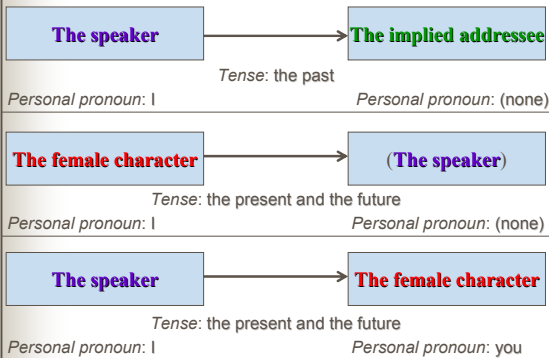 The speaker The implied addressee
Tense: the past
Personal pronoun: I Personal pronoun: (none)
The female character (The speaker)
Tense: the present and the future
Personal pronoun: I Personal pronoun: (none)
The speaker The female character
Tense: the present and the future
Personal pronoun: I Personal pronoun: you